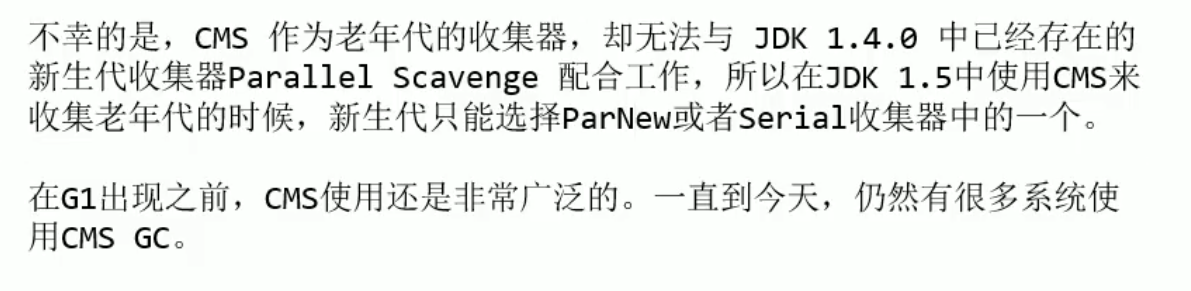 不幸的是，CMS 作为老年代的收集器，却无法与 JDK 1.4.0 中已经存在的
新生代收集器Parallel Scavenge 配合工作，所以在JDK 1.5中使用CMS来
收集老年代的时候，新生代只能选择ParNew或者Serial收集器中的一个。
在G1出现之前，CMS使用还是非常广泛的。一直到今天，仍然有很多系统使
用CMS GC。